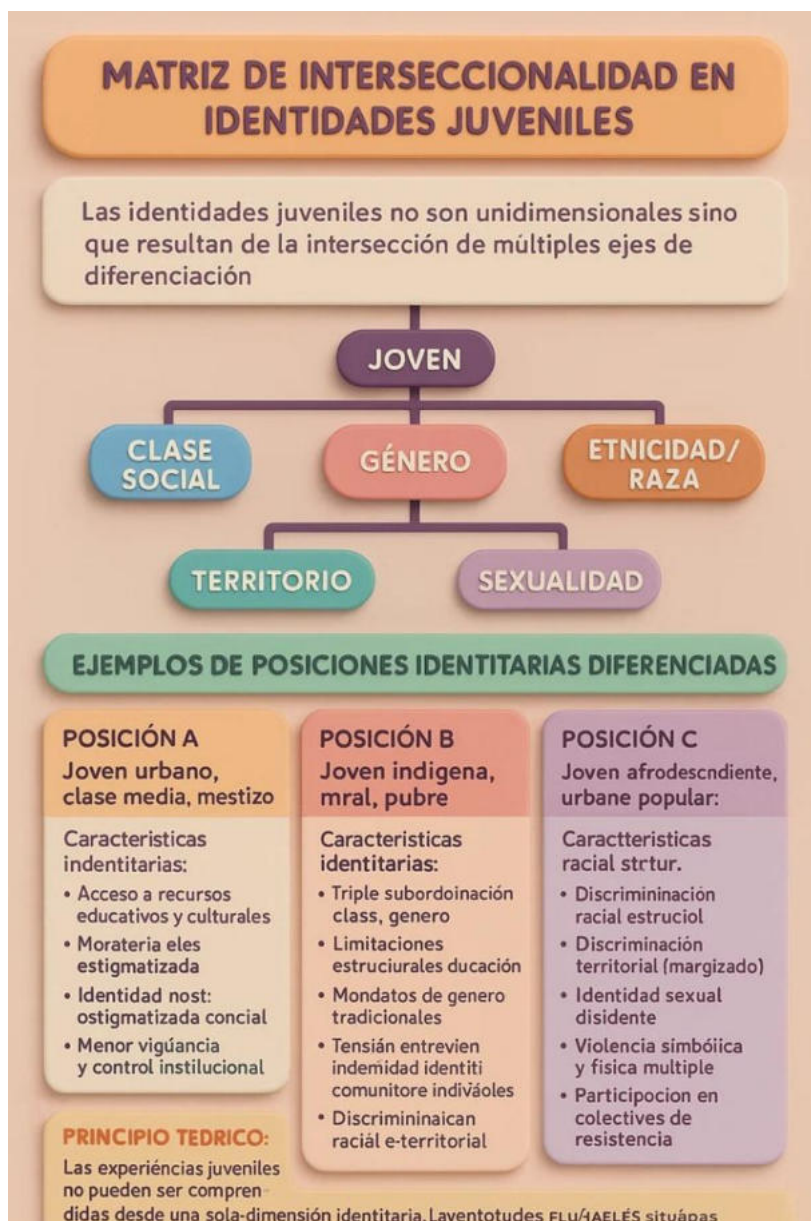 MATRIZ DE INTERSECCIONALIDAD EN
IDENTIDADES JUVENILES
Las identidades juveniles no son unidimensionales sino
que resultan de la intersección de múltiples ejes de
diferenciación
JOVEN
CLASE
SOCIAL
GÉNERO
ETNICIDAD/
RAZA
TERRITORIO
SEXUALIDAD
EJEMPLOS DE POSICIONES IDENTITARIAS DIFERENCIADAS
POSICIÓN A
Joven urbano,
clase media, mestizo
Caracteristicas
indentitarias:
• Acceso a recursos
educativos y culturales
• Morateria eles
estigmatizada
• Identidad nost:
ostigmatizada concial
• Menor vigúancia
y control instilucional
POSICIÓN B
Joven indigena,
mral, pubre
Caracteristicas
identitarias:
• Triple subordoinación
class, genero
• Limitaciones
estruciurales ducación
• Mondatos de genero
tradicionales
• Tensián entrevien
indemidad identiti
comunitore indiváoles
• Discrimininaican
raciál e-territorial
POSICIÓN C
Joven afrodescndiente,
urbane popular:
Caractteristicas
racial strtur.
• Discrimininación
racial estruciol
• Discriminación
territorial (margizado)
• Identidad sexual
disidente
• Violencia simbóiica
y fisica multiple
• Participocion en
colectives de
resistencia
PRINCIPIO TEDRICO:
Las experiéncias juveniles
no pueden ser compren-
didas desde una sola-dimensión identitaria. Laventotudes situápas